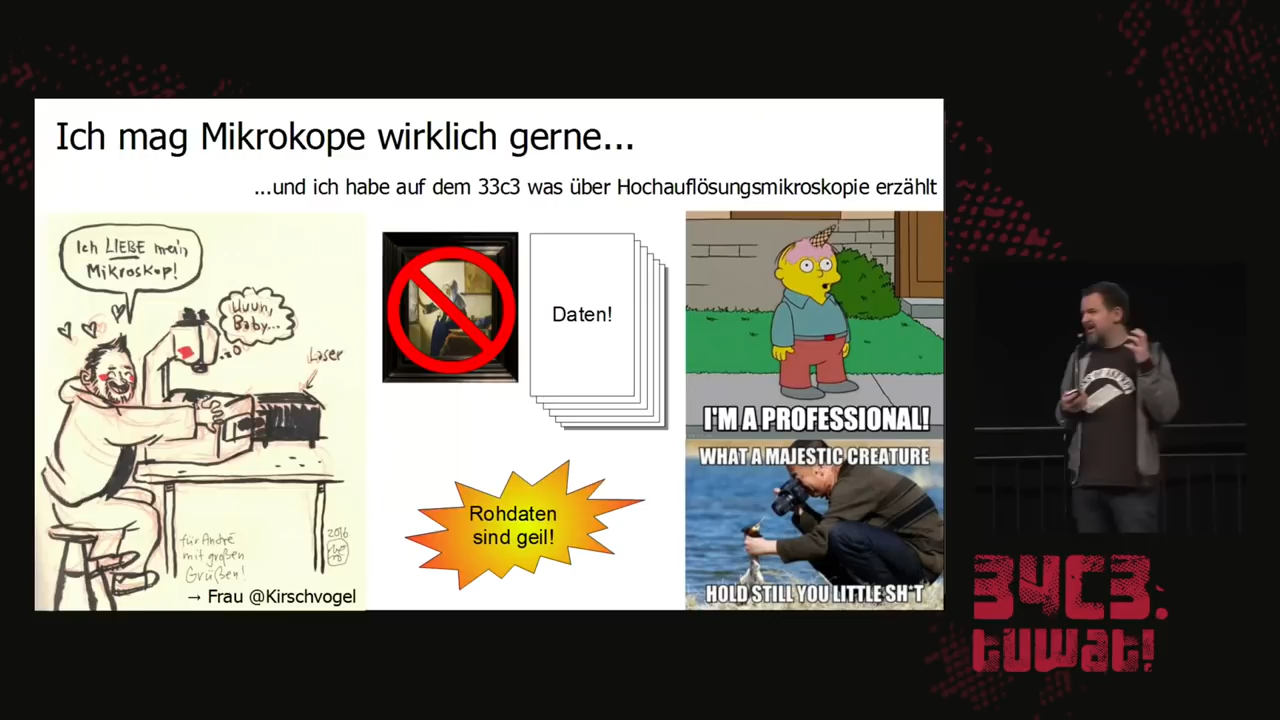 Ich mag Mikrokope wirklich gerne...
...und ich habe auf dem 33c3 was über Hochauflösungsmikroskopie erzählt
Ich LIEBE mein
Mikroskop!
Uuuh,
Baby...
Laser
für André
mit großen
Grüßen!
2016
→ Frau @Kirschvogel
Daten!
Rohdaten
sind geil!
I'M A PROFESSIONAL!
WHAT A MAJESTIC CREATURE
HOLD STILL YOU LITTLE SH*T
34C3.
tuwat!